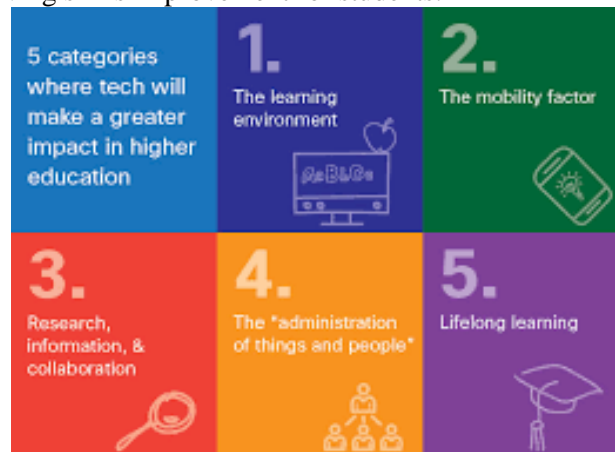 5 categories
where tech will
make a greater
impact in higher
education
1.
The learning
environment
2.
The mobility factor
3.
Research,
information, &
collaboration
4.
The "administration
of things and people"
5.
Lifelong learning